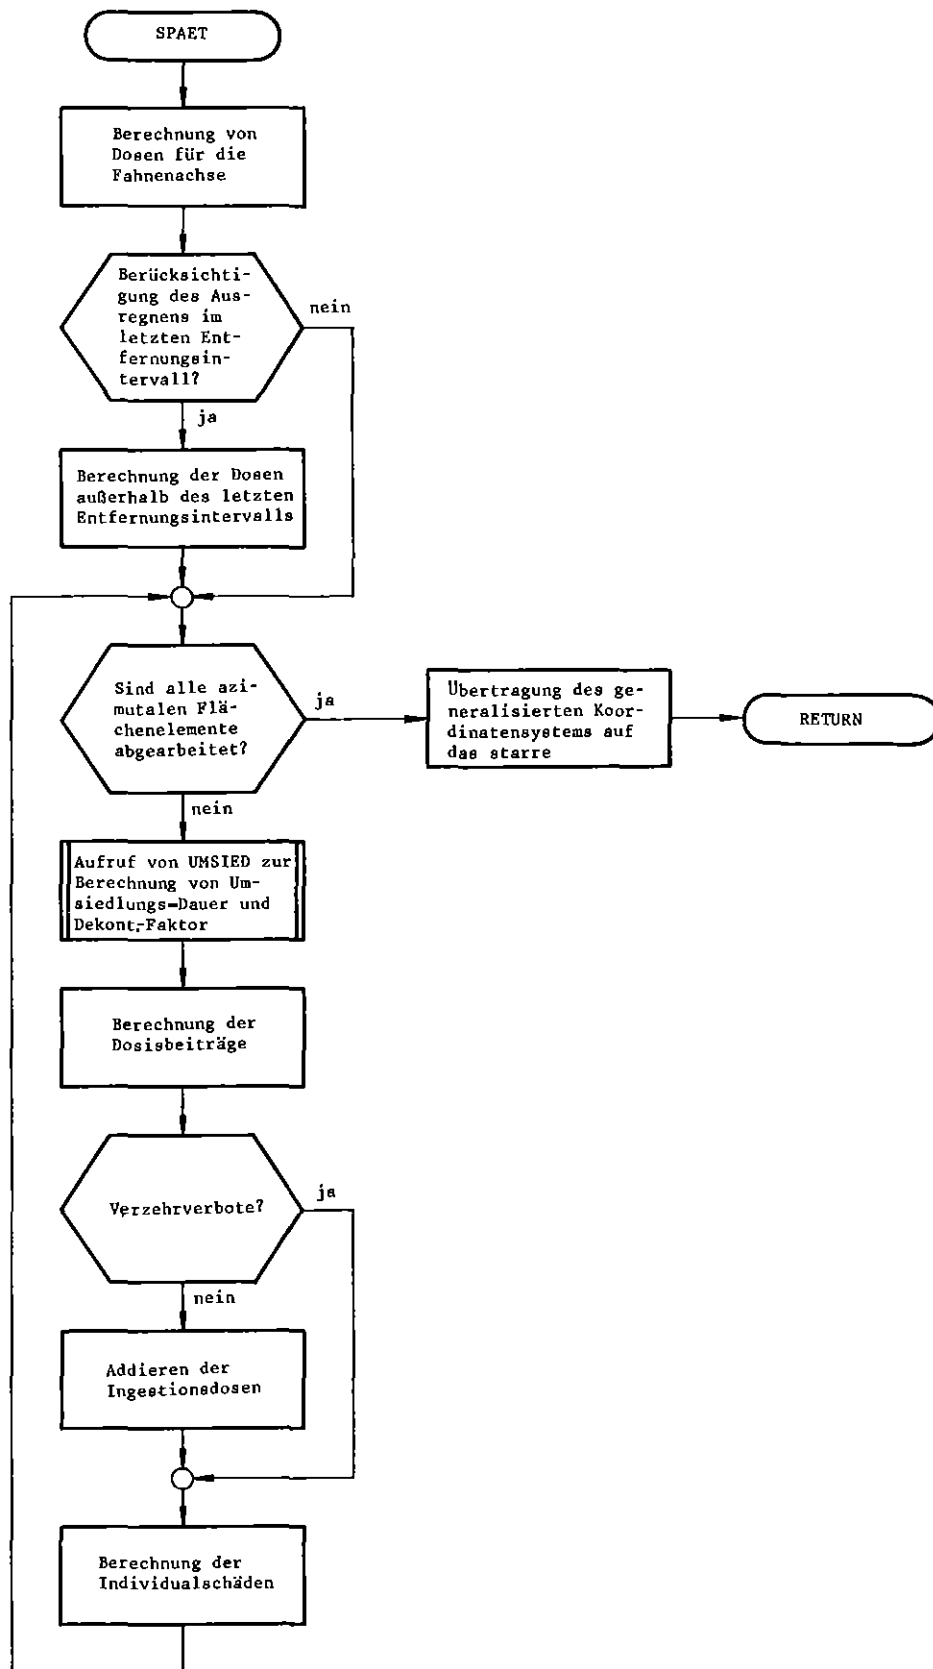 SPAET
Berechnung von
Dosen für die
Fahnenachse
Berücksichti-
gung des Aus-
regnens im
letzten Ent-
fernungsin-
tervall?
nein
ja
Berechnung der Dosen
außerhalb des letzten
Entfernungsintervalls
Sind alle azi-
mutalen Flä-
chenelemente
abgearbeitet?
ja
Übertragung des ge-
neralisierten Koor-
dinatensystems auf
das starre
RETURN
nein
Aufruf von UMSIED zur
Berechnung von Um-
siedlungs-Dauer und
Dekont.-Faktor
Berechnung der
Dosisbeiträge
Verzehrverbote?
ja
nein
Addieren der
Ingestionsdosen
Berechnung der
Individualschäden